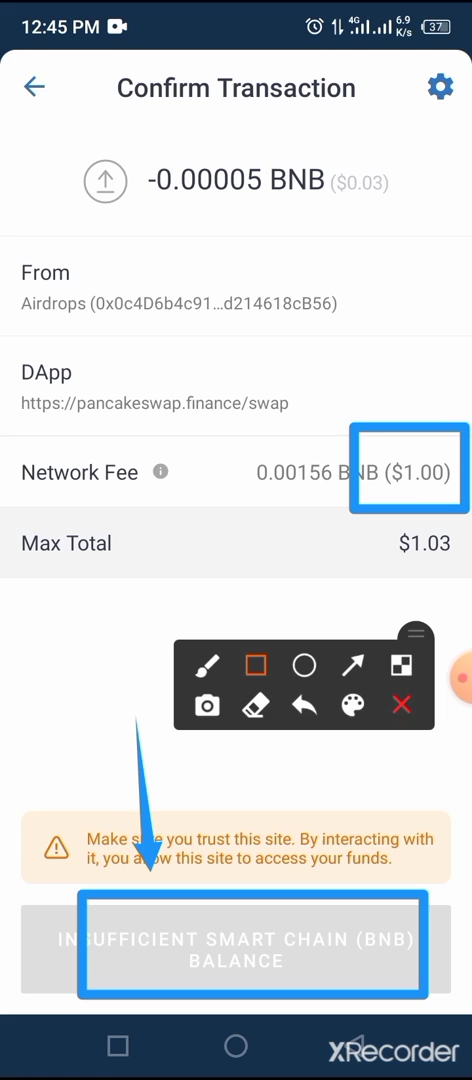 12:45 PM
4G
6.9
K/s
37
Confirm Transaction
-0.00005 BNB ($0.03)
From
Airdrops (0x0c4D6b4c91...d214618cB56)
DApp
https://pancakeswap.finance/swap
Network Fee
0.00156 BNB ($1.00)
Max Total
$1.03
Make sure you trust this site. By interacting with
it, you allow this site to access your funds.
INSUFFICIENT SMART CHAIN (BNB)
BALANCE
XRecorder